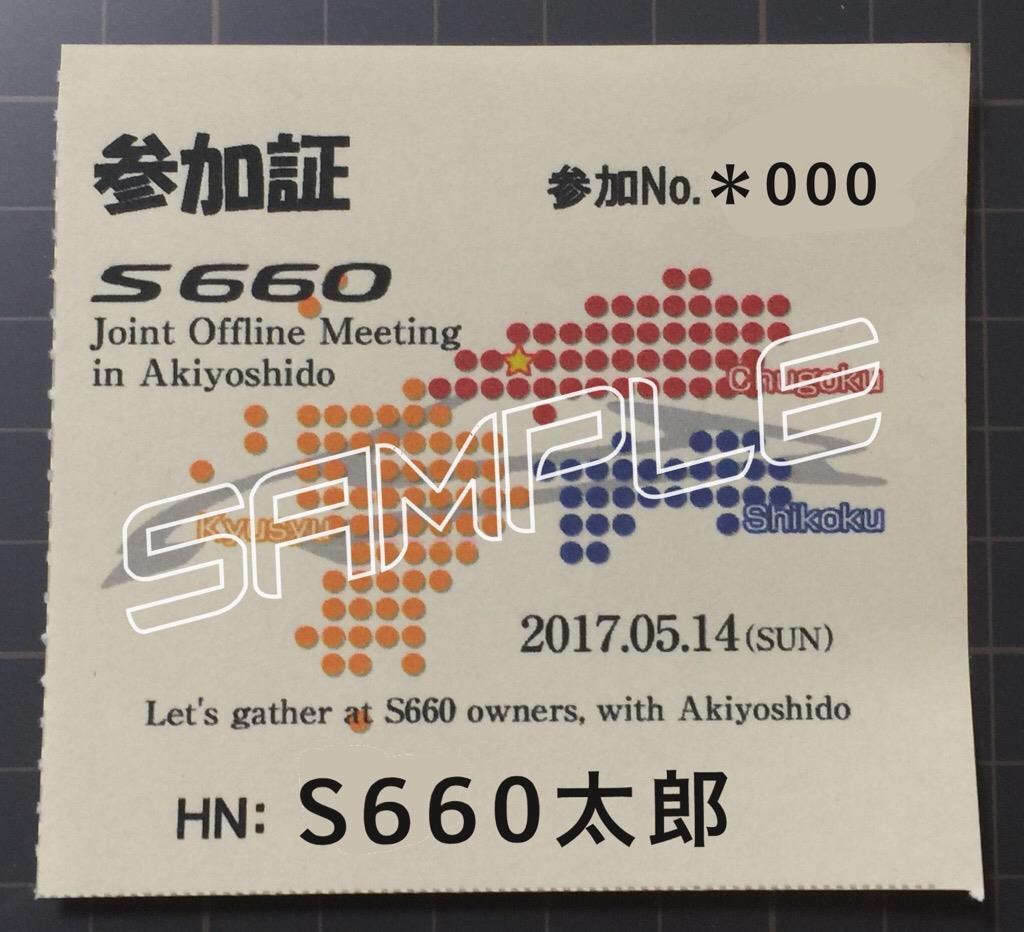 参加証
参加No.＊000
S660
Joint Offline Meeting
in Akiyoshido
Chugoku
SAMPLE
Kyusyu
Shikoku
2017.05.14(SUN)
Let's gather at S660 owners, with Akiyoshido
HN: S660太郎